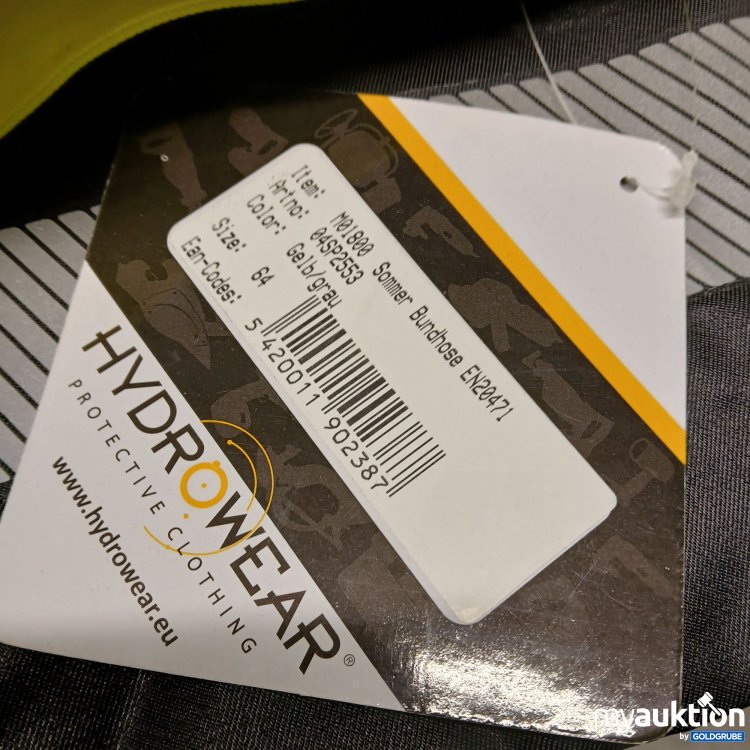 Item: M01800 Sommer Bundhose EN20471
Artno: 04SP2553
Color: Gelb/grau
Size: 64
Ean-Codes:
5 420011 902387
HYDROWEAR®
PROTECTIVE CLOTHING
www.hydrowear.eu
myauktion
by GOLDGRUBE